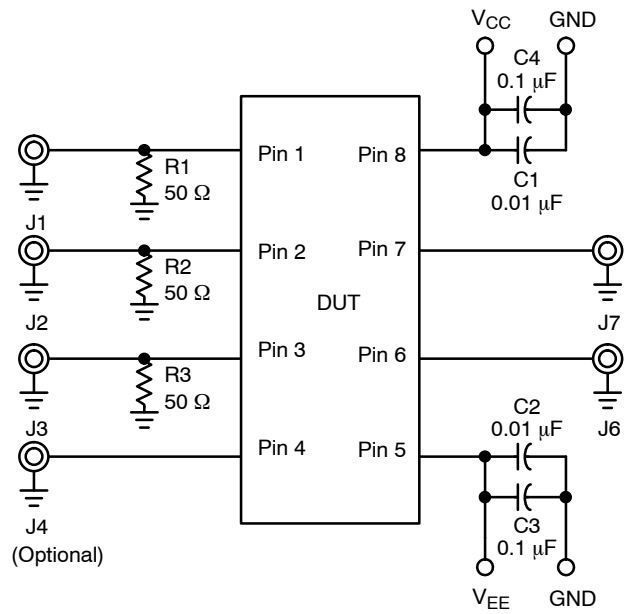 V_CC GND
C4
0.1 μF
C1
0.01 μF
Pin 1 Pin 8
R1
50 Ω
J1
Pin 2 Pin 7
R2
50 Ω
J2
DUT
J7
Pin 3 Pin 6
R3
50 Ω
J3
J6
C2
0.01 μF
Pin 4 Pin 5
J4
(Optional)
C3
0.1 μF
V_EE GND